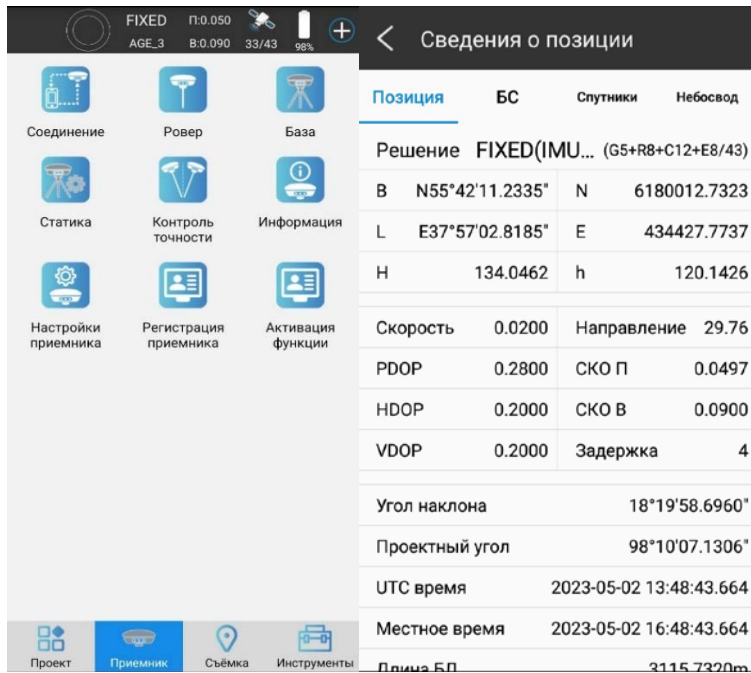 FIXED П:0.050
AGE_3 B:0.090 33/43 98%
Соединение Ровер База
Статика Контроль точности Информация
Настройки приемника Регистрация приемника Активация функции
Проект Приемник Съёмка Инструменты
Сведения о позиции
Позиция БС Спутники Небосвод
Решение FIXED(IMU... (G5+R8+C12+E8/43)
B N55°42'11.2335" N 6180012.7323
L E37°57'02.8185" E 434427.7737
H 134.0462 h 120.1426
Скорость 0.0200 Направление 29.76
PDOP 0.2800 СКО П 0.0497
HDOP 0.2000 СКО В 0.0900
VDOP 0.2000 Задержка 4
Угол наклона 18°19'58.6960"
Проектный угол 98°10'07.1306"
UTC время 2023-05-02 13:48:43.664
Местное время 2023-05-02 16:48:43.664
Длина БЛ 3115.7320m